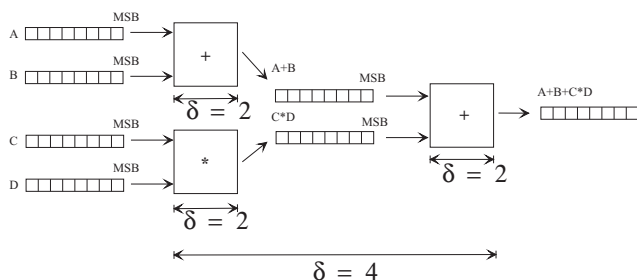 MSB
A
+
MSB
B
δ = 2
A+B
MSB
C*D
MSB
+
δ = 2
A+B+C*D
MSB
C
*
MSB
D
δ = 2
δ = 4